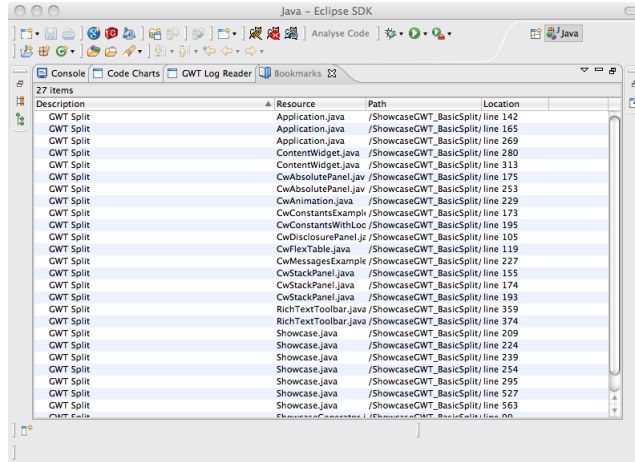 Java – Eclipse SDK
Analyse Code
Java
Console Code Charts GWT Log Reader Bookmarks
27 items
Description Resource Path Location
GWT Split Application.java /ShowcaseGWT_BasicSplit/ line 142
GWT Split Application.java /ShowcaseGWT_BasicSplit/ line 165
GWT Split Application.java /ShowcaseGWT_BasicSplit/ line 269
GWT Split ContentWidget.java /ShowcaseGWT_BasicSplit/ line 280
GWT Split ContentWidget.java /ShowcaseGWT_BasicSplit/ line 313
GWT Split CwAbsolutePanel.jav /ShowcaseGWT_BasicSplit/ line 175
GWT Split CwAbsolutePanel.jav /ShowcaseGWT_BasicSplit/ line 253
GWT Split CwAnimation.java /ShowcaseGWT_BasicSplit/ line 229
GWT Split CwConstantsExample /ShowcaseGWT_BasicSplit/ line 173
GWT Split CwConstantsWithLoc /ShowcaseGWT_BasicSplit/ line 195
GWT Split CwDisclosurePanel.ja /ShowcaseGWT_BasicSplit/ line 105
GWT Split CwFlexTable.java /ShowcaseGWT_BasicSplit/ line 119
GWT Split CwMessagesExample /ShowcaseGWT_BasicSplit/ line 227
GWT Split CwStackPanel.java /ShowcaseGWT_BasicSplit/ line 155
GWT Split CwStackPanel.java /ShowcaseGWT_BasicSplit/ line 174
GWT Split CwStackPanel.java /ShowcaseGWT_BasicSplit/ line 193
GWT Split RichTextToolbar.java /ShowcaseGWT_BasicSplit/ line 359
GWT Split RichTextToolbar.java /ShowcaseGWT_BasicSplit/ line 374
GWT Split Showcase.java /ShowcaseGWT_BasicSplit/ line 209
GWT Split Showcase.java /ShowcaseGWT_BasicSplit/ line 224
GWT Split Showcase.java /ShowcaseGWT_BasicSplit/ line 239
GWT Split Showcase.java /ShowcaseGWT_BasicSplit/ line 254
GWT Split Showcase.java /ShowcaseGWT_BasicSplit/ line 295
GWT Split Showcase.java /ShowcaseGWT_BasicSplit/ line 527
GWT Split Showcase.java /ShowcaseGWT_BasicSplit/ line 563
GWT Split /ShowcaseGWT_BasicSplit/ line